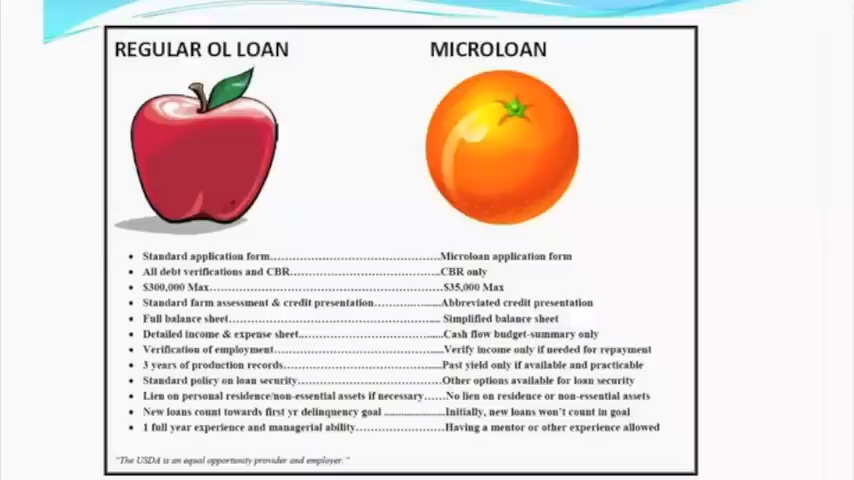 REGULAR OL LOAN MICROLOAN
• Standard application form.............................................Microloan application form
• All debt verifications and CBR.......................................CBR only
• $300,000 Max...............................................................$35,000 Max
• Standard farm assessment & credit presentation.................Abbreviated credit presentation
• Full balance sheet......................................................... Simplified balance sheet
• Detailed income & expense sheet....................................Cash flow budget-summary only
• Verification of employment............................................Verify income only if needed for repayment
• 3 years of production records.........................................Past yield only if available and practicable
• Standard policy on loan security.....................................Other options available for loan security
• Lien on personal residence/non-essential assets if necessary......No lien on residence or non-essential assets
• New loans count towards first yr delinquency goal .....................Initially, new loans won't count in goal
• 1 full year experience and managerial ability.......................Having a mentor or other experience allowed
"The USDA is an equal opportunity provider and employer."